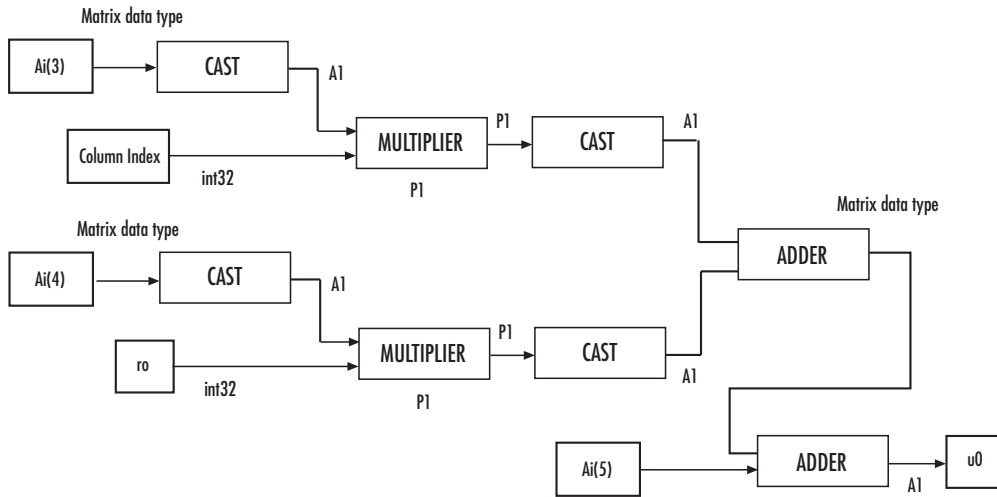 Matrix data type
Ai(3)
CAST
A1
Column Index
int32
MULTIPLIER
P1
P1
CAST
A1
Matrix data type
Ai(4)
CAST
A1
ro
int32
MULTIPLIER
P1
P1
CAST
A1
Matrix data type
ADDER
Ai(5)
ADDER
A1
u0